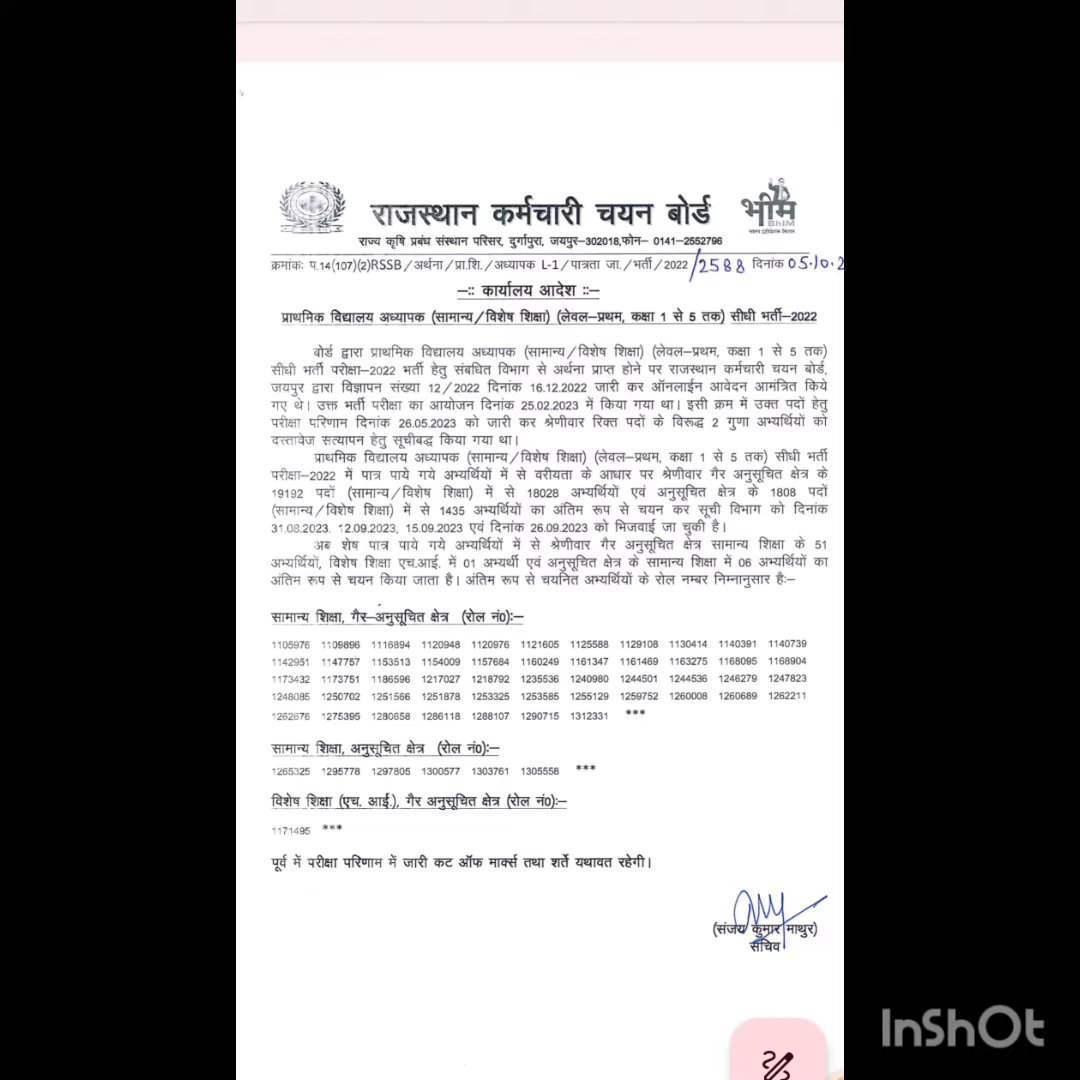 राजस्थान कर्मचारी चयन बोर्ड
भीम
BHIM
राज्य कृषि प्रबंध संस्थान परिसर, दुर्गापुरा, जयपुर–302018,फोन– 0141–2552796
क्रमांकः प.14(107)(2)RSSB/अर्थना/प्रा.शि./अध्यापक L-1/पात्रता जा./भर्ती/2022/2588 दिनांक 05.10.2
–:: कार्यालय आदेश ::–
प्राथमिक विद्यालय अध्यापक (सामान्य/विशेष शिक्षा) (लेवल–प्रथम, कक्षा 1 से 5 तक) सीधी भर्ती–2022
बोर्ड द्वारा प्राथमिक विद्यालय अध्यापक (सामान्य/विशेष शिक्षा) (लेवल–प्रथम, कक्षा 1 से 5 तक)
सीधी भर्ती परीक्षा–2022 भर्ती हेतु संबधित विभाग से अर्थना प्राप्त होने पर राजस्थान कर्मचारी चयन बोर्ड,
जयपुर द्वारा विज्ञापन संख्या 12/2022 दिनांक 16.12.2022 जारी कर ऑनलाईन आवेदन आमंत्रित किये
गए थे। उक्त भर्ती परीक्षा का आयोजन दिनांक 25.02.2023 में किया गया था। इसी क्रम में उक्त पदों हेतु
परीक्षा परिणाम दिनांक 26.05.2023 को जारी कर श्रेणीवार रिक्त पदों के विरूद्ध 2 गुणा अभ्यर्थियों को
दस्तावेज सत्यापन हेतु सूचीबद्ध किया गया था।
प्राथमिक विद्यालय अध्यापक (सामान्य/विशेष शिक्षा) (लेवल–प्रथम, कक्षा 1 से 5 तक) सीधी भर्ती
परीक्षा–2022 में पात्र पाये गये अभ्यर्थियों में से वरीयता के आधार पर श्रेणीवार गैर अनुसूचित क्षेत्र के
19192 पदों (सामान्य/विशेष शिक्षा) में से 18028 अभ्यर्थियों एवं अनुसूचित क्षेत्र के 1808 पदों
(सामान्य/विशेष शिक्षा) में से 1435 अभ्यर्थियों का अंतिम रूप से चयन कर सूची विभाग को दिनांक
31.08.2023, 12.09.2023, 15.09.2023 एवं दिनांक 26.09.2023 को मिजवाई जा चुकी है।
अब शेष पात्र पाये गये अभ्यर्थियों में से श्रेणीवार गैर अनुसूचित क्षेत्र सामान्य शिक्षा के 51
अभ्यर्थियों, विशेष शिक्षा एच.आई. में 01 अभ्यर्थी एवं अनुसूचित क्षेत्र के सामान्य शिक्षा में 06 अभ्यर्थियों का
अंतिम रूप से चयन किया जाता है। अंतिम रूप से चयनित अभ्यर्थियों के रोल नम्बर निम्नानुसार हैः–
सामान्य शिक्षा, गैर–अनुसूचित क्षेत्र (रोल नं0):–
1105976 1109896 1116894 1120948 1120976 1121605 1125588 1129108 1130414 1140391 1140739
1142951 1147757 1153513 1154009 1157684 1160249 1161347 1161469 1163275 1168095 1168904
1173432 1173751 1186596 1217027 1218792 1235536 1240980 1244501 1244536 1246279 1247823
1248085 1250702 1251566 1251878 1253325 1253585 1255129 1259752 1260008 1260689 1262211
1262676 1275395 1280658 1286118 1288107 1290715 1312331 ***
सामान्य शिक्षा, अनुसूचित क्षेत्र (रोल नं0):–
1265325 1295778 1297805 1300577 1303761 1305558 ***
विशेष शिक्षा (एच. आई.), गैर अनुसूचित क्षेत्र (रोल नं0):–
1171495 ***
पूर्व में परीक्षा परिणाम में जारी कट ऑफ मार्क्स तथा शर्ते यथावत रहेगी।
(संजय कुमार माथुर)
सचिव
InShOt